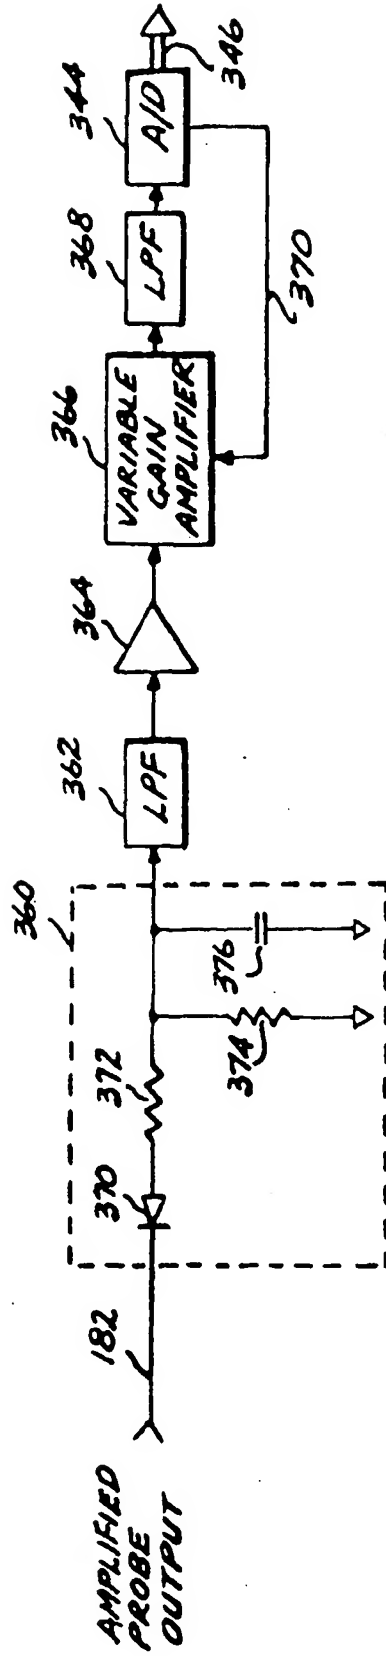 AMPLIFIED
PROBE
OUTPUT
182
360
370
372
374
376
362
LPF
364
366
VARIABLE
GAIN
AMPLIFIER
368
LPF
344
A/D
346
370